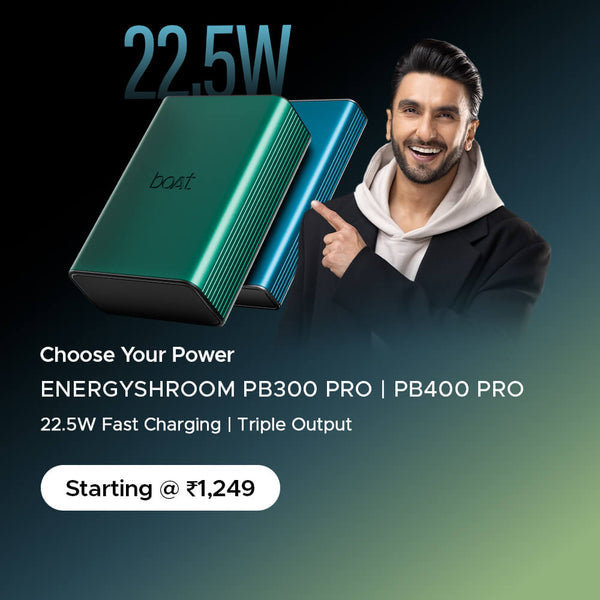 22.5W
boAt
Choose Your Power
ENERGYSHROOM PB300 PRO | PB400 PRO
22.5W Fast Charging | Triple Output
Starting @ ₹1,249